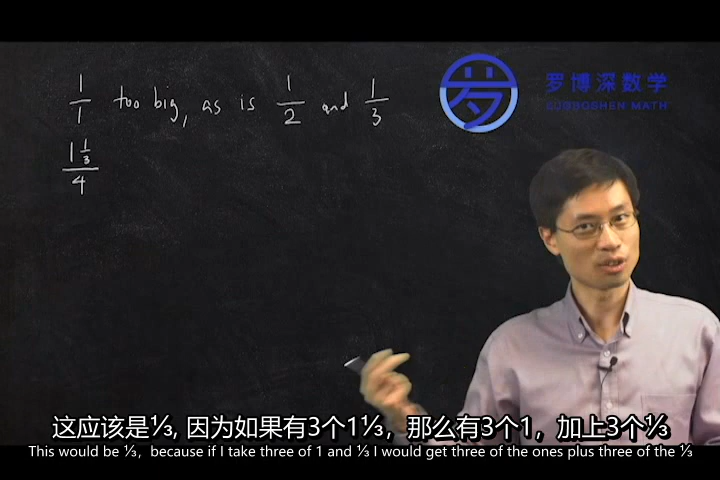 1/1 too big, as is 1/2 and 1/3
罗博深数学
LUOBOSHEN MATH
1 1/3 / 4
这应该是⅓, 因为如果有3个1⅓，那么有3个1，加上3个⅓
This would be ⅓，because if I take three of 1 and ⅓ I would get three of the ones plus three of the ⅓